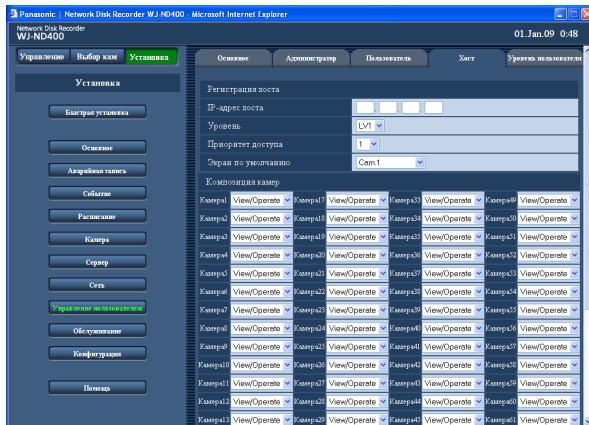 Panasonic | Network Disk Recorder WJ-ND400 - Microsoft Internet Explorer
Network Disk Recorder
WJ-ND400
01.Jan.09 0:48
Управление Выбор кам Установка
Основное Администратор Пользователь Хост Уровень пользователя
Установка
Быстрая установка
Основное
Аварийная запись
Событие
Расписание
Камера
Сервер
Сеть
Управление пользователем
Обслуживание
Конфигурация
Помощь
Регистрация хоста
IP-адрес хоста . . .
Уровень LV1
Приоритет доступа 1
Экран по умолчанию Cam.1
Композиция камер
Камера1 View/Operate Камера17 View/Operate Камера33 View/Operate Камера49 View/Operate
Камера2 View/Operate Камера18 View/Operate Камера34 View/Operate Камера50 View/Operate
Камера3 View/Operate Камера19 View/Operate Камера35 View/Operate Камера51 View/Operate
Камера4 View/Operate Камера20 View/Operate Камера36 View/Operate Камера52 View/Operate
Камера5 View/Operate Камера21 View/Operate Камера37 View/Operate Камера53 View/Operate
Камера6 View/Operate Камера22 View/Operate Камера38 View/Operate Камера54 View/Operate
Камера7 View/Operate Камера23 View/Operate Камера39 View/Operate Камера55 View/Operate
Камера8 View/Operate Камера24 View/Operate Камера40 View/Operate Камера56 View/Operate
Камера9 View/Operate Камера25 View/Operate Камера41 View/Operate Камера57 View/Operate
Камера10 View/Operate Камера26 View/Operate Камера42 View/Operate Камера58 View/Operate
Камера11 View/Operate Камера27 View/Operate Камера43 View/Operate Камера59 View/Operate
Камера12 View/Operate Камера28 View/Operate Камера44 View/Operate Камера60 View/Operate
Камера13 View/Operate Камера29 View/Operate Камера45 View/Operate Камера61 View/Operate